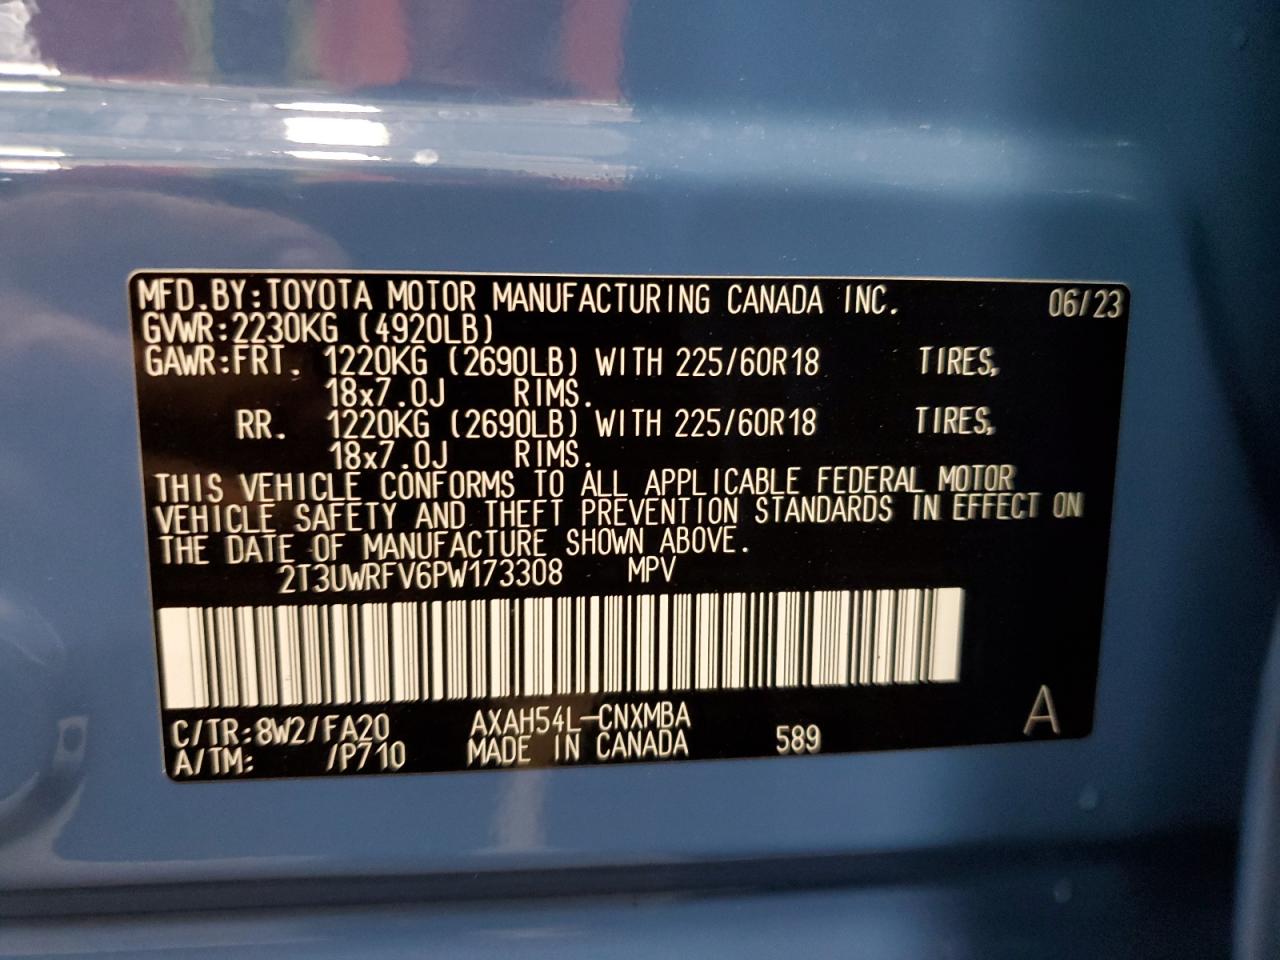 MFD.BY:TOYOTA MOTOR MANUFACTURING CANADA INC. 06/23
GVWR:2230KG (4920LB)
GAWR:FRT. 1220KG (2690LB) WITH 225/60R18 TIRES,
18x7.0J RIMS.
RR. 1220KG (2690LB) WITH 225/60R18 TIRES,
18x7.0J RIMS.
THIS VEHICLE CONFORMS TO ALL APPLICABLE FEDERAL MOTOR
VEHICLE SAFETY AND THEFT PREVENTION STANDARDS IN EFFECT ON
THE DATE OF MANUFACTURE SHOWN ABOVE.
2T3UWRFV6PW173308 MPV
C/TR:8W2/FA20 AXAH54L-CNXMBA
A/TM: /P710 MADE IN CANADA 589 A